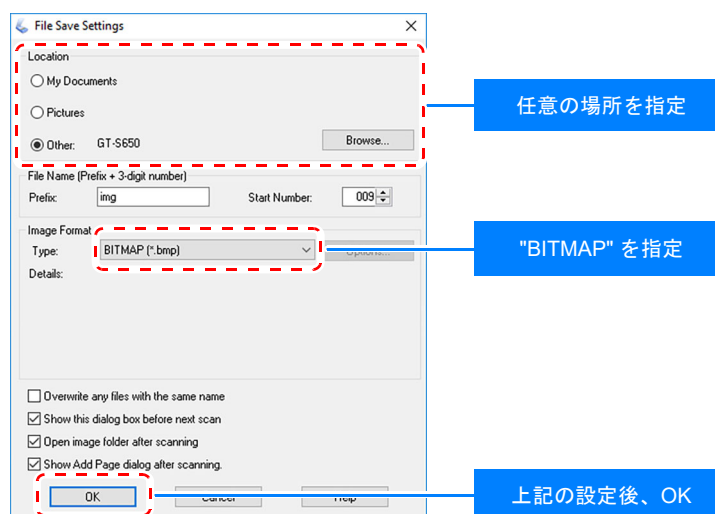 File Save Settings
Location
My Documents
Pictures
Other: GT-S650 Browse...
任意の場所を指定
File Name (Prefix + 3-digit number)
Prefix: img Start Number: 009
Image Format
Type: BITMAP (*.bmp) Options...
"BITMAP" を指定
Details:
Overwrite any files with the same name
Show this dialog box before next scan
Open image folder after scanning
Show Add Page dialog after scanning.
OK Cancel Help
上記の設定後、OK